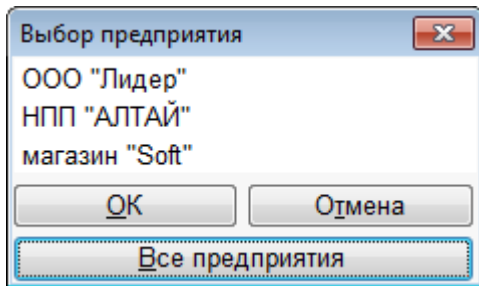 Выбор предприятия
ООО "Лидер"
НПП "АЛТАЙ"
магазин "Soft"
ОК Отмена
Все предприятия